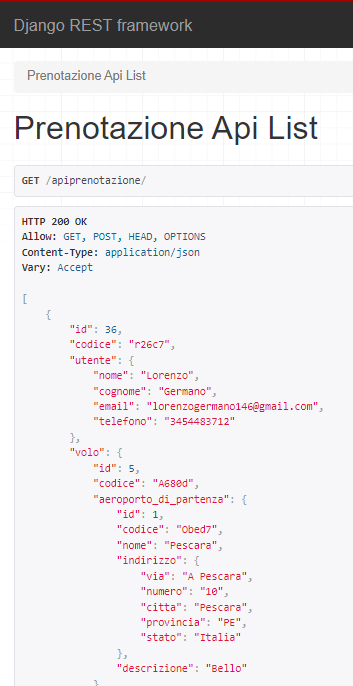 Django REST framework
Prenotazione Api List
Prenotazione Api List
GET /apiprenotazione/
HTTP 200 OK
Allow: GET, POST, HEAD, OPTIONS
Content-Type: application/json
Vary: Accept
[
    {
        "id": 36,
        "codice": "r26c7",
        "utente": {
            "nome": "Lorenzo",
            "cognome": "Germano",
            "email": "lorenzogermano146@gmail.com",
            "telefono": "3454483712"
        },
        "volo": {
            "id": 5,
            "codice": "A680d",
            "aeroporto_di_partenza": {
                "id": 1,
                "codice": "Obed7",
                "nome": "Pescara",
                "indirizzo": {
                    "via": "A Pescara",
                    "numero": "10",
                    "citta": "Pescara",
                    "provincia": "PE",
                    "stato": "Italia"
                },
                "descrizione": "Bello"
            }